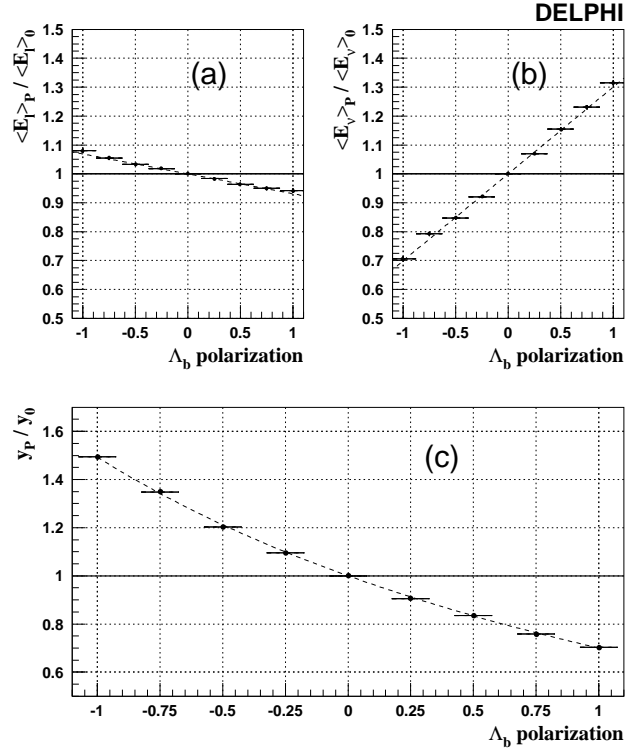 DELPHI
<E_l>_P / <E_l>_0
1.5
1.4
1.3
1.2
1.1
1
0.9
0.8
0.7
0.6
0.5
(a)
-1 -0.5 0 0.5 1
Λ_b polarization
<E_ν>_P / <E_ν>_0
1.5
1.4
1.3
1.2
1.1
1
0.9
0.8
0.7
0.6
0.5
(b)
-1 -0.5 0 0.5 1
Λ_b polarization
y_P / y_0
1.6
1.4
1.2
1
0.8
0.6
(c)
-1 -0.75 -0.5 -0.25 0 0.25 0.5 0.75 1
Λ_b polarization